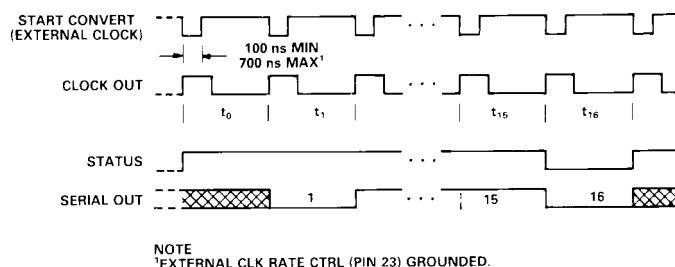 START CONVERT
(EXTERNAL CLOCK)
100 ns MIN
700 ns MAX¹
CLOCK OUT
t₀ t₁ t₁₅ t₁₆
STATUS
SERIAL OUT 1 15 16
NOTE
¹EXTERNAL CLK RATE CTRL (PIN 23) GROUNDED.